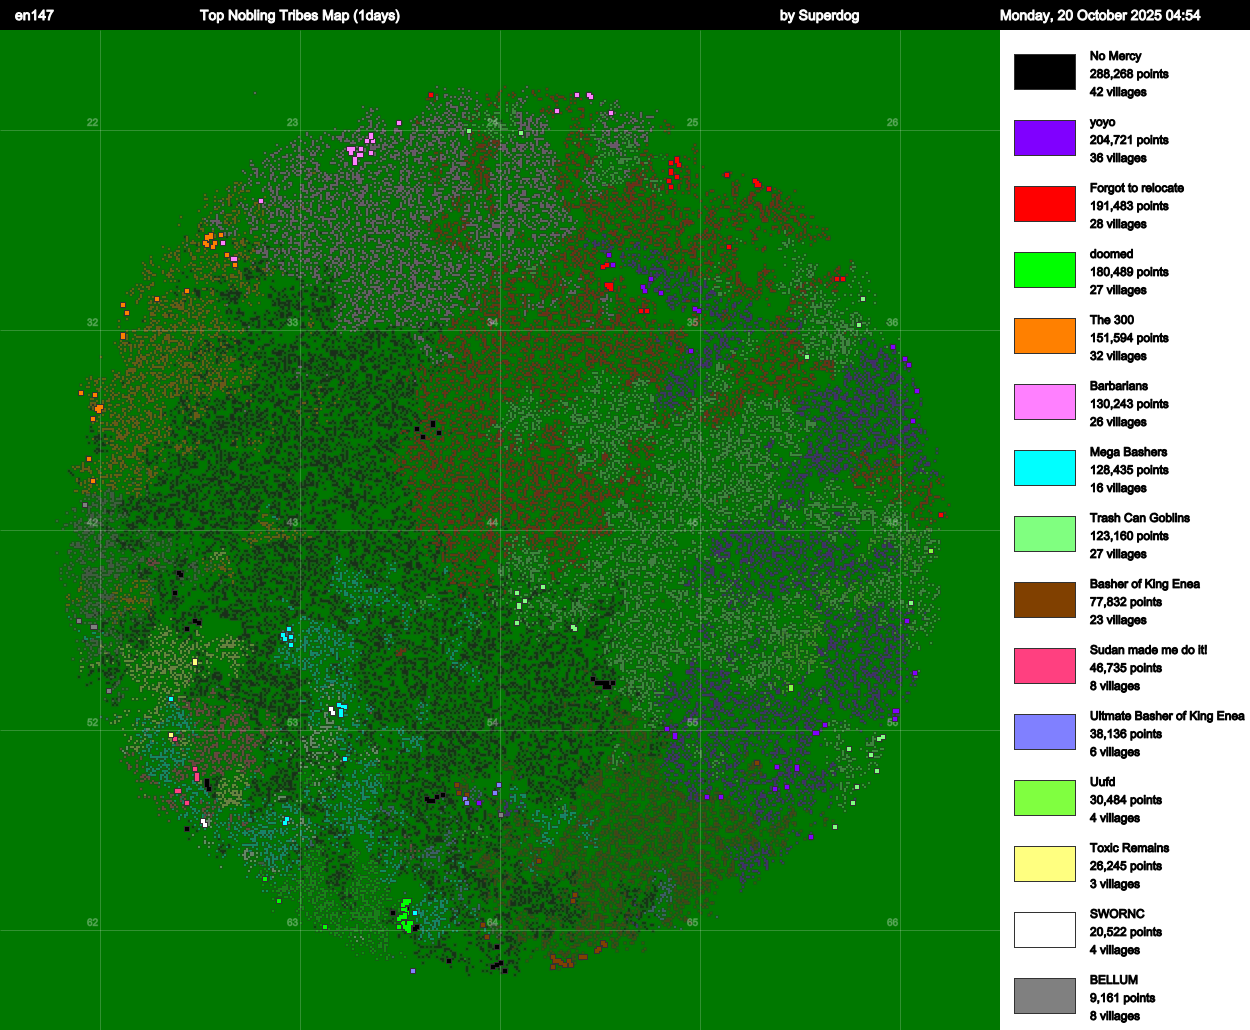 en147 Top Nobling Tribes Map (1days) by Superdog Monday, 20 October 2025 04:54
No Mercy
288,268 points
42 villages
yoyo
204,721 points
36 villages
Forgot to relocate
191,483 points
28 villages
doomed
180,489 points
27 villages
The 300
151,594 points
32 villages
Barbarians
130,243 points
26 villages
Mega Bashers
128,435 points
16 villages
Trash Can Goblins
123,160 points
27 villages
Basher of King Enea
77,832 points
23 villages
Sudan made me do it!
46,735 points
8 villages
Ultmate Basher of King Enea
38,136 points
6 villages
Uufd
30,484 points
4 villages
Toxic Remains
26,245 points
3 villages
SWORNC
20,522 points
4 villages
BELLUM
9,161 points
8 villages
22 23 24 25 26
32 33 34 35 36
42 43 44 45 46
52 53 54 55 56
62 63 64 65 66